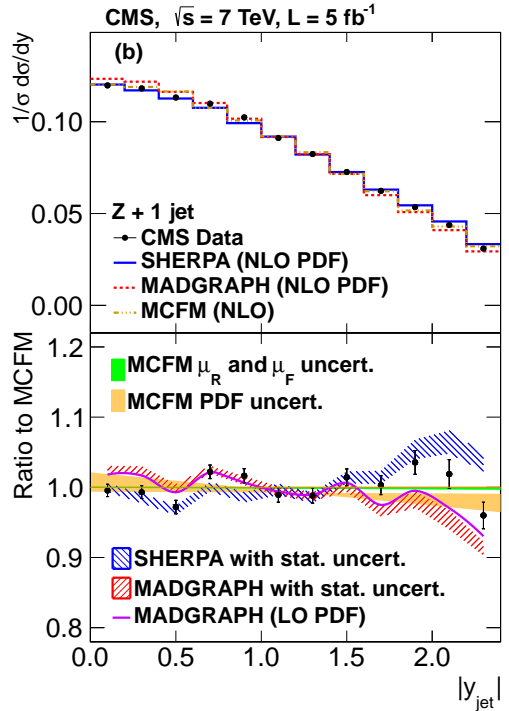 CMS, √s = 7 TeV, L = 5 fb⁻¹
(b)
1/σ dσ/dy
0.10
0.05
0.00
Z + 1 jet
CMS Data
SHERPA (NLO PDF)
MADGRAPH (NLO PDF)
MCFM (NLO)
Ratio to MCFM
1.2
1.1
1.0
0.9
0.8
MCFM μ_R and μ_F uncert.
MCFM PDF uncert.
SHERPA with stat. uncert.
MADGRAPH with stat. uncert.
MADGRAPH (LO PDF)
0.0 0.5 1.0 1.5 2.0
|y_jet|